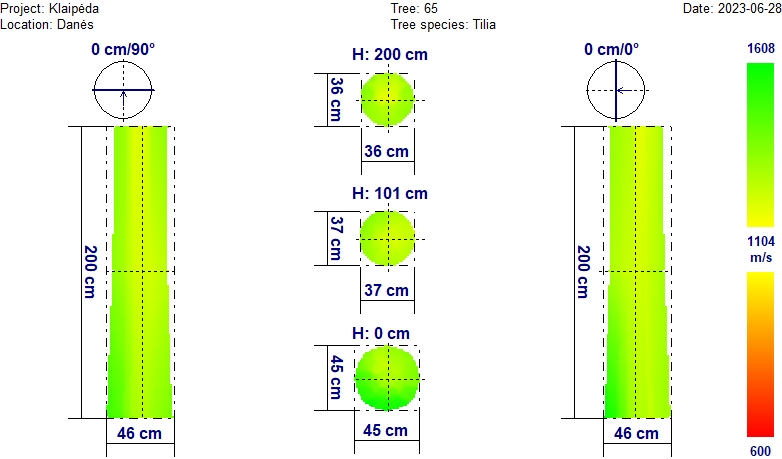 Project: Klaipėda
Tree: 65
Date: 2023-06-28
Location: Danės
Tree species: Tilia
0 cm/90°
H: 200 cm
0 cm/0°
1608
36 cm
36 cm
H: 101 cm
37 cm
37 cm
200 cm
200 cm
1104
m/s
H: 0 cm
45 cm
46 cm
45 cm
46 cm
600